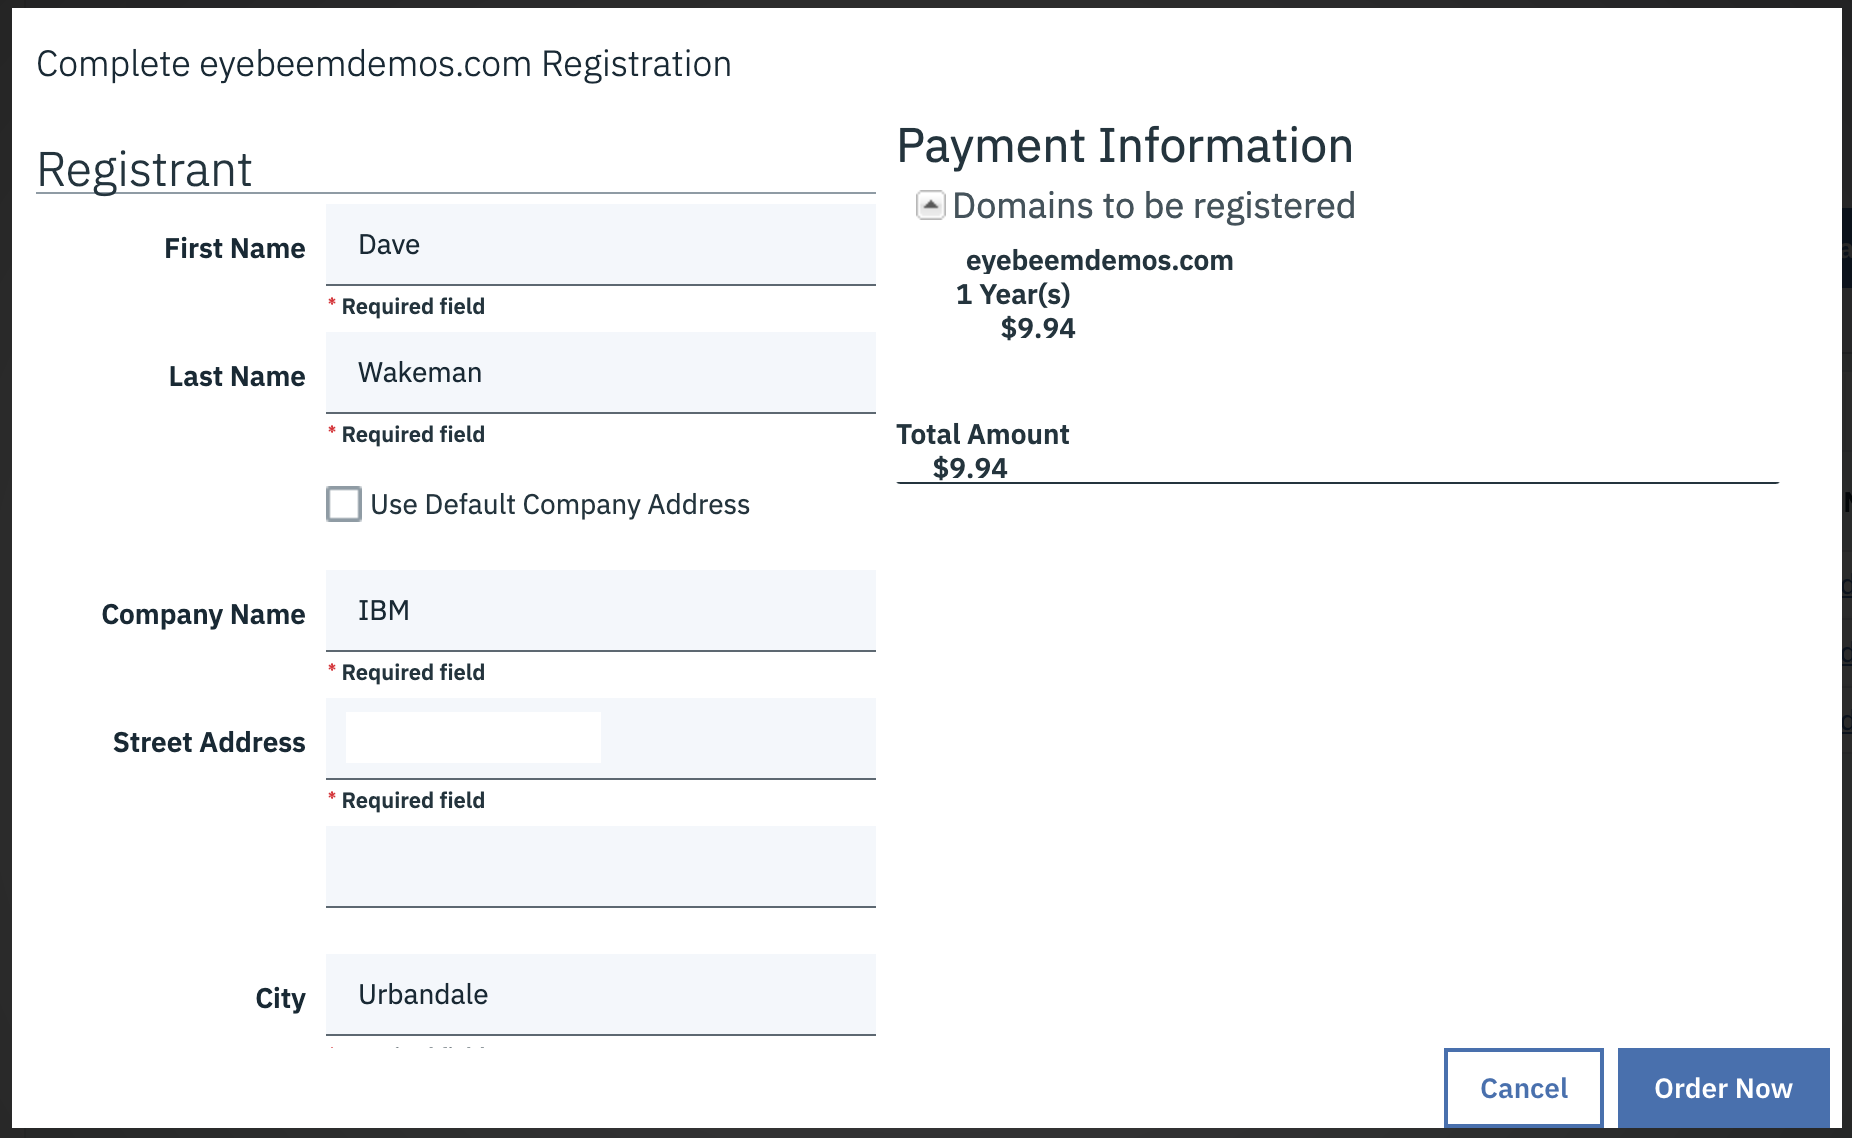 Complete eyebeemdemos.com Registration
Registrant
First Name
Dave
* Required field
Last Name
Wakeman
* Required field
Use Default Company Address
Company Name
IBM
* Required field
Street Address
* Required field
City
Urbandale
Payment Information
Domains to be registered
eyebeemdemos.com
1 Year(s)
$9.94
Total Amount
$9.94
Cancel
Order Now